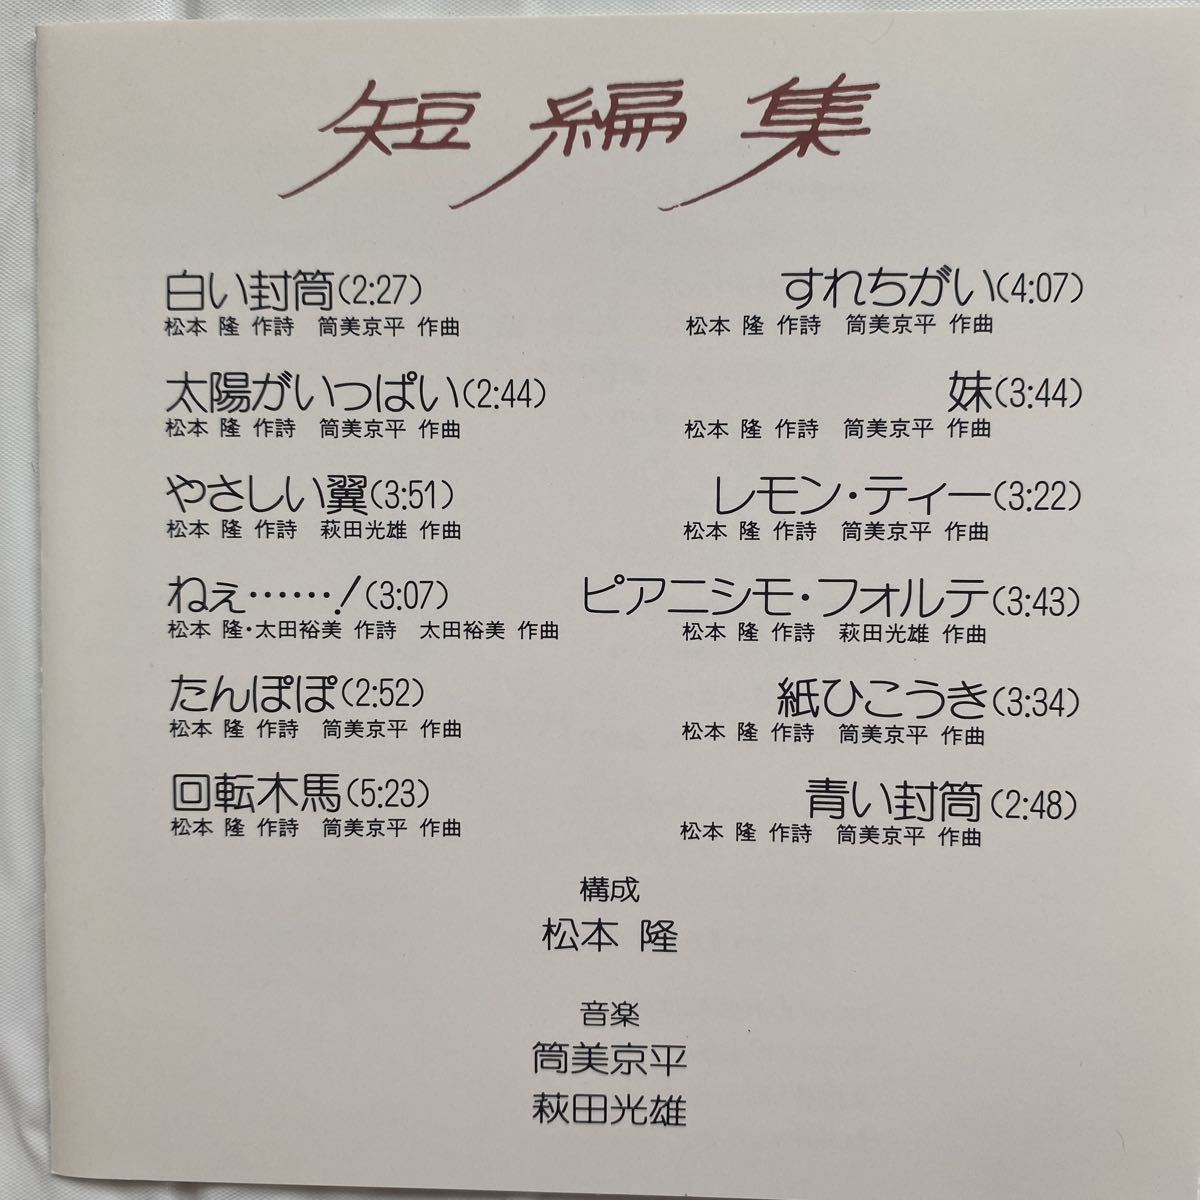 短編集
白い封筒(2:27)
松本 隆 作詩 筒美京平 作曲
太陽がいっぱい(2:44)
松本 隆 作詩 筒美京平 作曲
やさしい翼(3:51)
松本 隆 作詩 萩田光雄 作曲
ねぇ……!(3:07)
松本 隆・太田裕美 作詩 太田裕美 作曲
たんぽぽ(2:52)
松本 隆 作詩 筒美京平 作曲
回転木馬(5:23)
松本 隆 作詩 筒美京平 作曲
すれちがい(4:07)
松本 隆 作詩 筒美京平 作曲
妹(3:44)
松本 隆 作詩 筒美京平 作曲
レモン・ティー(3:22)
松本 隆 作詩 筒美京平 作曲
ピアニシモ・フォルテ(3:43)
松本 隆 作詩 萩田光雄 作曲
紙ひこうき(3:34)
松本 隆 作詩 筒美京平 作曲
青い封筒(2:48)
松本 隆 作詩 筒美京平 作曲
構成
松本 隆
音楽
筒美京平
萩田光雄